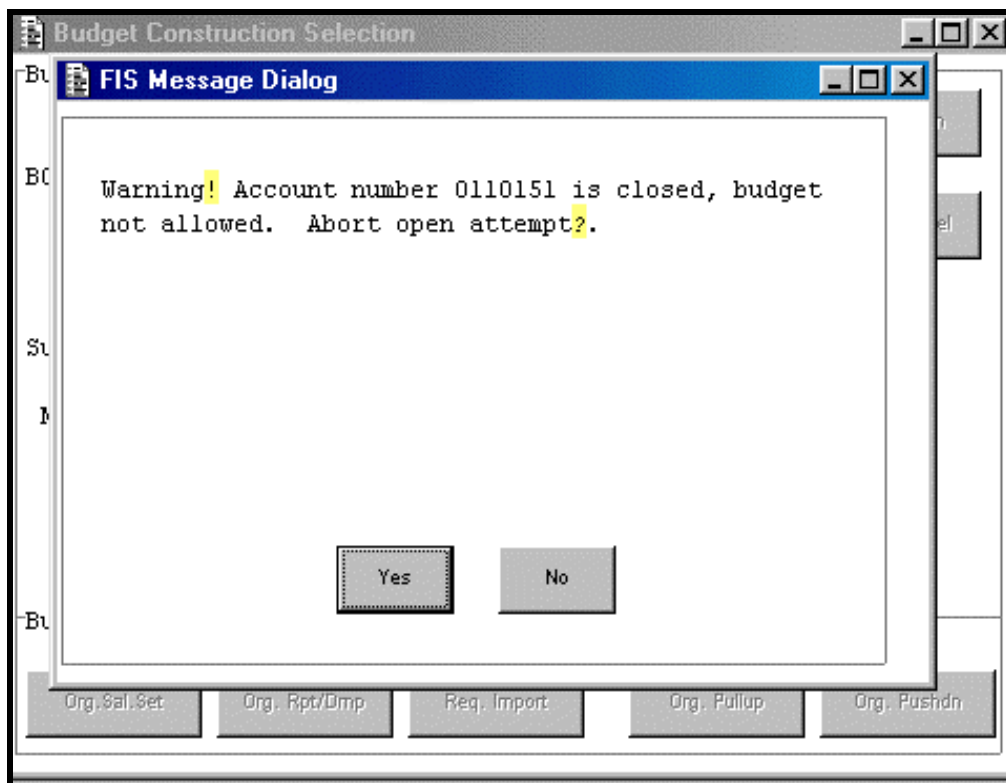 Budget Construction Selection
FIS Message Dialog
Warning! Account number 0110151 is closed, budget
not allowed.  Abort open attempt?.
Yes No
Org.Sal.Set Org. Rpt/Dmp Req. Import Org. Pullup Org. Pushdn